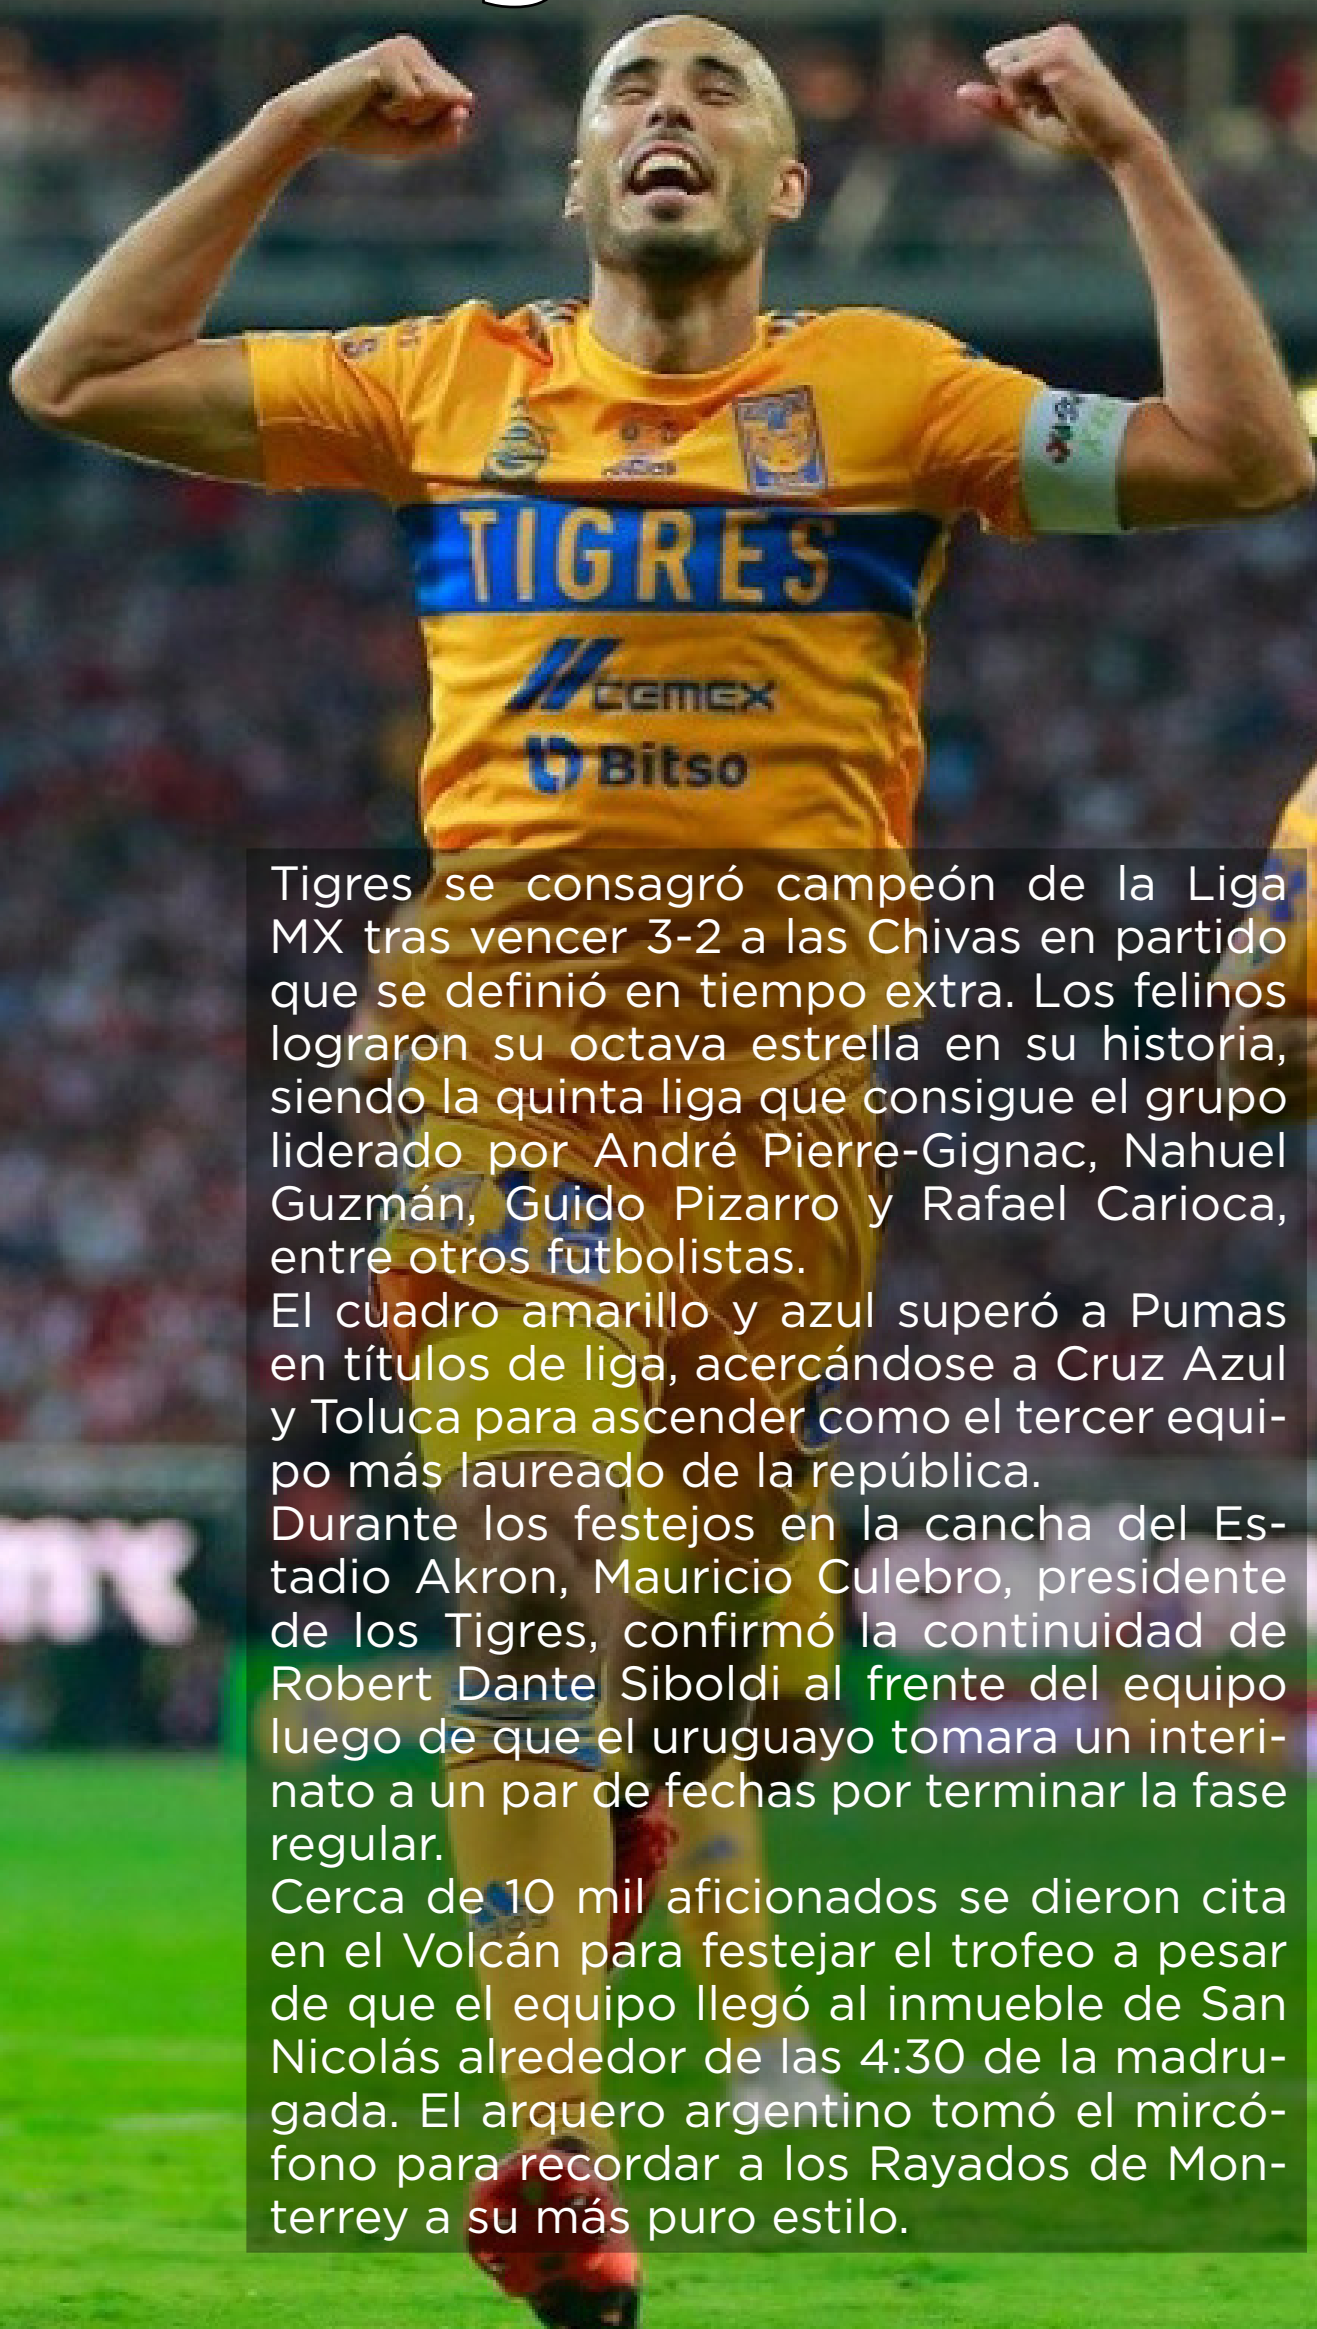 TIGRES
CEMEX
Bitso
Tigres se consagró campeón de la Liga
MX tras vencer 3-2 a las Chivas en partido
que se definió en tiempo extra. Los felinos
lograron su octava estrella en su historia,
siendo la quinta liga que consigue el grupo
liderado por André Pierre-Gignac, Nahuel
Guzmán, Guido Pizarro y Rafael Carioca,
entre otros futbolistas.
El cuadro amarillo y azul superó a Pumas
en títulos de liga, acercándose a Cruz Azul
y Toluca para ascender como el tercer equi-
po más laureado de la república.
Durante los festejos en la cancha del Es-
tadio Akron, Mauricio Culebro, presidente
de los Tigres, confirmó la continuidad de
Robert Dante Siboldi al frente del equipo
luego de que el uruguayo tomara un interi-
nato a un par de fechas por terminar la fase
regular.
Cerca de 10 mil aficionados se dieron cita
en el Volcán para festejar el trofeo a pesar
de que el equipo llegó al inmueble de San
Nicolás alrededor de las 4:30 de la madru-
gada. El arquero argentino tomó el mircó-
fono para recordar a los Rayados de Mon-
terrey a su más puro estilo.